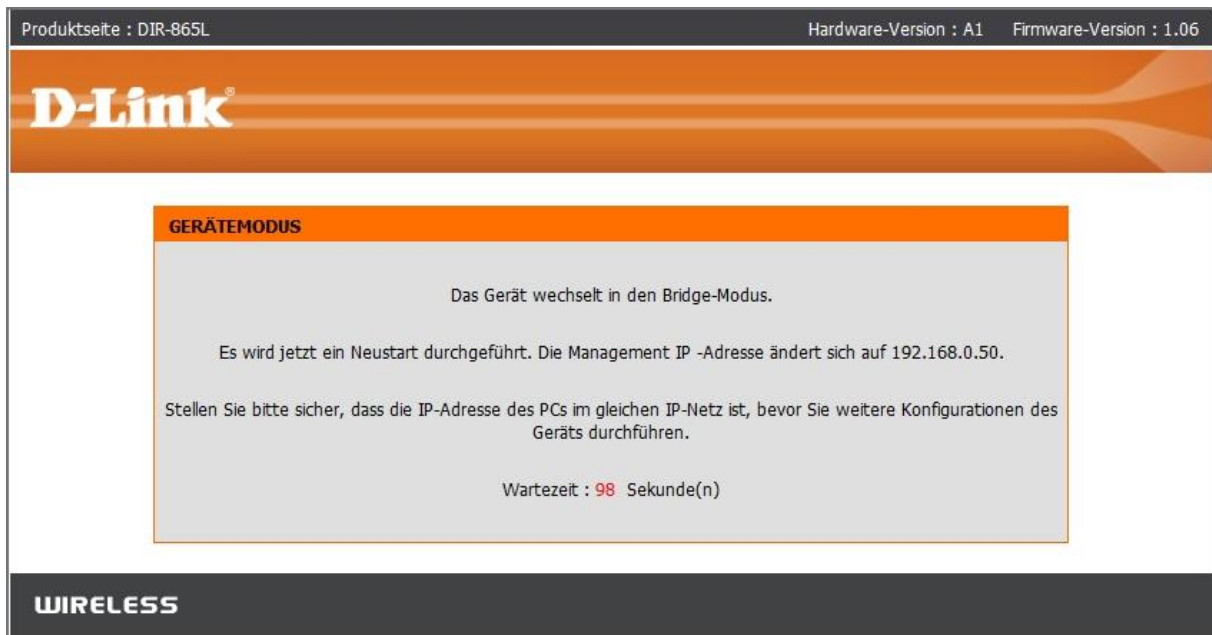 Produktseite : DIR-865L
Hardware-Version : A1 Firmware-Version : 1.06
D-Link®
GERÄTEMODUS
Das Gerät wechselt in den Bridge-Modus.
Es wird jetzt ein Neustart durchgeführt. Die Management IP -Adresse ändert sich auf 192.168.0.50.
Stellen Sie bitte sicher, dass die IP-Adresse des PCs im gleichen IP-Netz ist, bevor Sie weitere Konfigurationen des
Geräts durchführen.
Wartezeit : 98 Sekunde(n)
WIRELESS